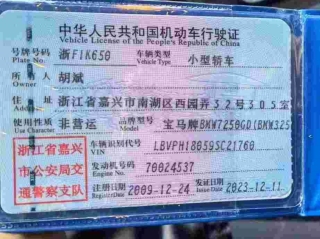 中华人民共和国机动车行驶证
Vehicle License of the People's Republic of China
号牌号码 浙F1K650 车辆类型 小型轿车
Plate No. Vehicle Type
所有人 胡斌
Owner
住址 浙江省嘉兴市南湖区西园弄32号305室
Address
使用性质 非营运 品牌型号 宝马牌BMW7250GD(BMW325
Use Character Model
浙江省嘉兴市公安局交通警察支队
车辆识别代号 LBVPH18059SC21760
VIN
发动机号码 70024537
Engine No.
注册日期 2009-12-24 发证日期 2023-12-11
Register Date Issue Date